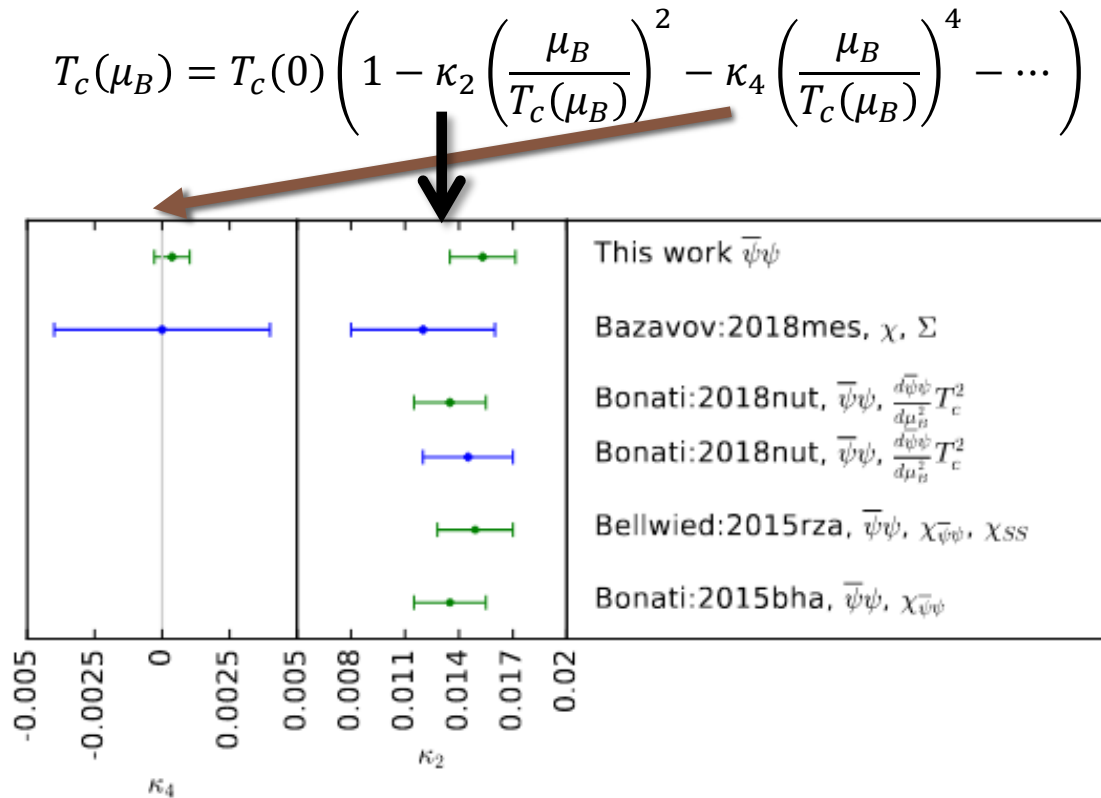 T_c(μ_B) = T_c(0) (1 − κ_2 (μ_B / T_c(μ_B))^2 − κ_4 (μ_B / T_c(μ_B))^4 − ⋯)
This work ψ̅ψ
Bazavov:2018mes, χ, Σ
Bonati:2018nut, ψ̅ψ, dψ̅ψ/dμ_B^2 T_c^2
Bonati:2018nut, ψ̅ψ, dψ̅ψ/dμ_B^2 T_c^2
Bellwied:2015rza, ψ̅ψ, χ_ψ̅ψ, χ_SS
Bonati:2015bha, ψ̅ψ, χ_ψ̅ψ
-0.005 -0.0025 0 0.0025 0.005 0.008 0.011 0.014 0.017 0.02
κ_2
κ_4